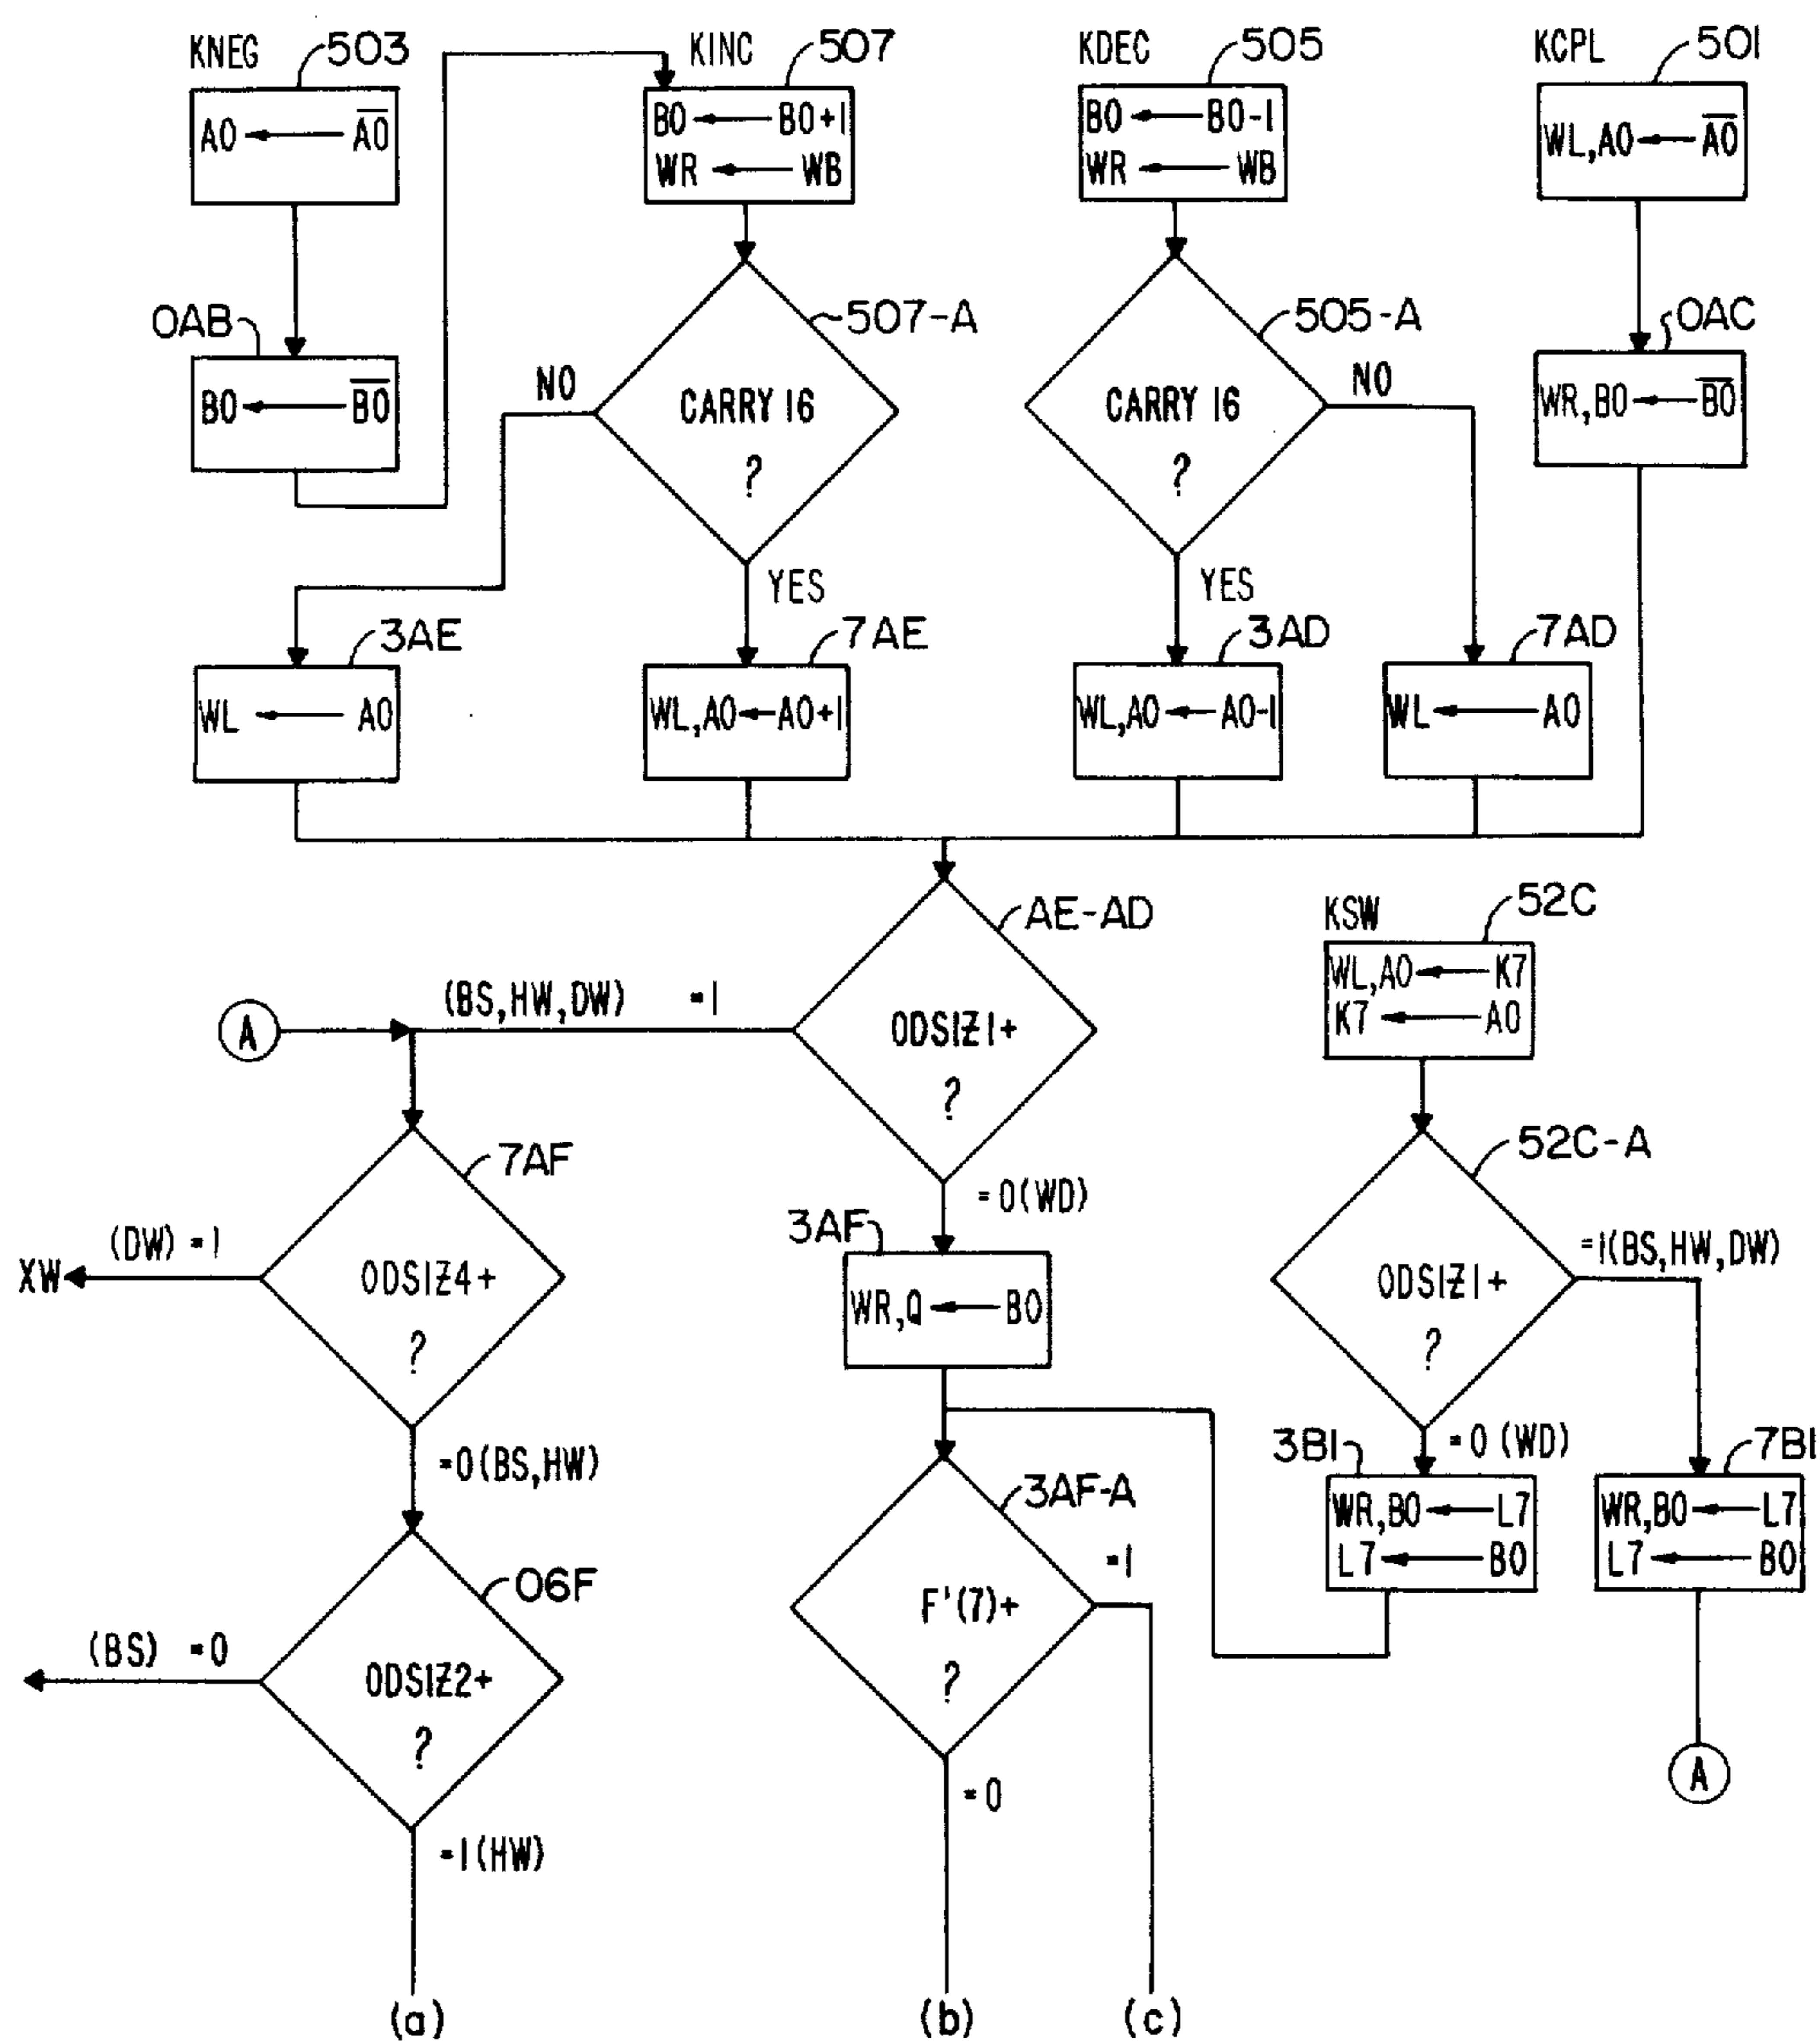 KNEG 503 KINC 507 KDEC 505 KCPL 501
A0 ← A̅0̅
B0 ← B0+1
WR ← WB
B0 ← B0-1
WR ← WB
WL,A0 ← A̅0̅
0AB
B0 ← B̅0̅
507-A
CARRY 16
?
NO
YES
505-A
CARRY 16
?
NO
YES
0AC
WR,B0 ← B̅0̅
3AE
WL ← A0
7AE
WL,A0 ← A0+1
3AD
WL,A0 ← A0-1
7AD
WL ← A0
AE-AD
ODSIZ1+
?
(BS,HW,DW) =1
=0(WD)
A
KSW 52C
WL,A0 ← K7
K7 ← A0
52C-A
ODSIZ1+
?
=1(BS,HW,DW)
=0(WD)
7AF
ODSIZ4+
?
(DW) =1
XW
=0(BS,HW)
3AF
WR,Q ← B0
3B1
WR,B0 ← L7
L7 ← B0
7B1
WR,B0 ← L7
L7 ← B0
A
06F
ODSIZ2+
?
(BS) =0
=1(HW)
3AF-A
F'(7)+
?
=1
=0
(a) (b) (c)